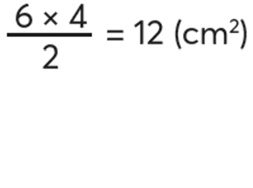 6 × 4
2
= 12 (cm²)